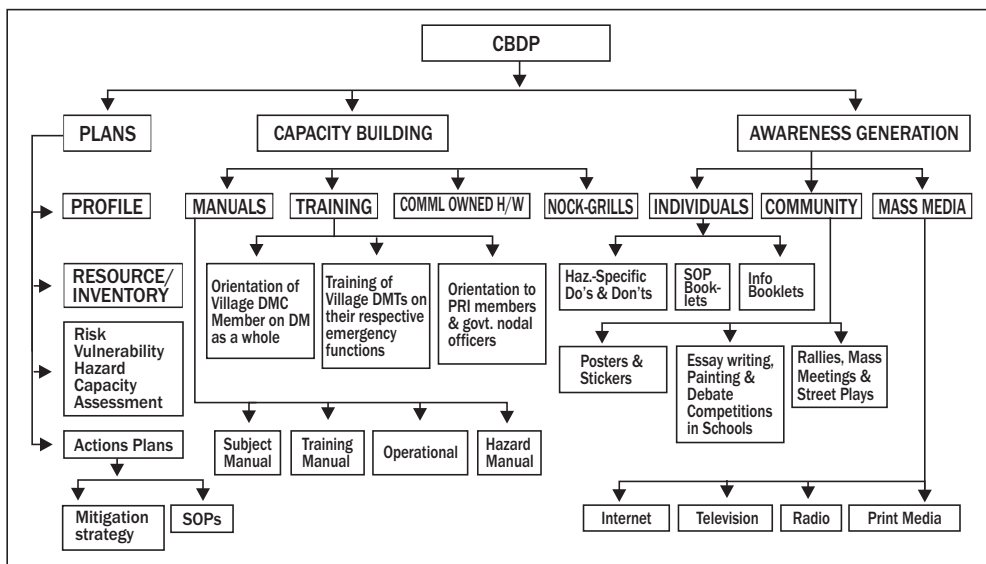 CBDP
PLANS
CAPACITY BUILDING
AWARENESS GENERATION
PROFILE
MANUALS
TRAINING
COMML OWNED H/W
NOCK-GRILLS
INDIVIDUALS
COMMUNITY
MASS MEDIA
RESOURCE/
INVENTORY
Orientation of
Village DMC
Member on DM
as a whole
Training of
Village DMTs on
their respective
emergency
functions
Orientation to
PRI members
& govt. nodal
officers
Haz.-Specific
Do's & Don'ts
SOP
Book-
lets
Info
Booklets
Risk
Vulnerability
Hazard
Capacity
Assessment
Posters &
Stickers
Essay writing,
Painting &
Debate
Competitions
in Schools
Rallies, Mass
Meetings &
Street Plays
Actions Plans
Subject
Manual
Training
Manual
Operational
Hazard
Manual
Mitigation
strategy
SOPs
Internet
Television
Radio
Print Media